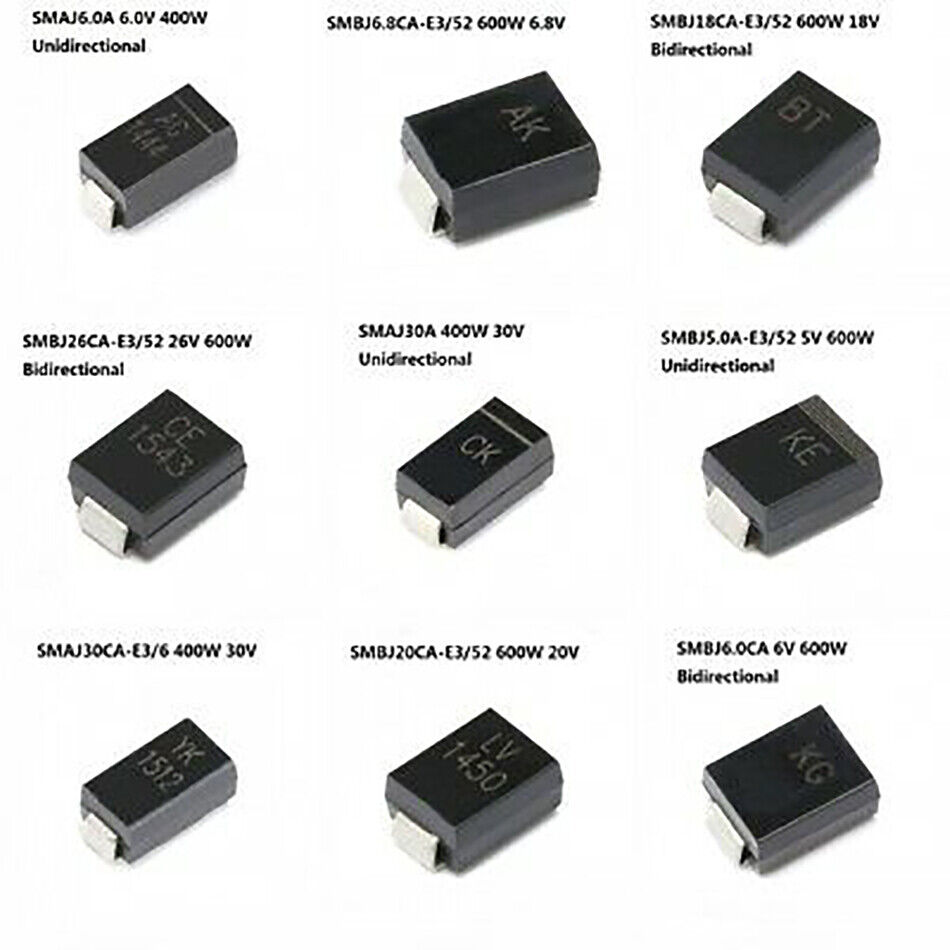 SMAJ6.0A 6.0V 400W
Unidirectional
SMBJ6.8CA-E3/52 600W 6.8V
SMBJ18CA-E3/52 600W 18V
Bidirectional
AK
BT
SMBJ26CA-E3/52 26V 600W
Bidirectional
SMAJ30A 400W 30V
Unidirectional
SMBJ5.0A-E3/52 5V 600W
Unidirectional
CE
1543
CK
KE
SMAJ30CA-E3/6 400W 30V
SMBJ20CA-E3/52 600W 20V
SMBJ6.0CA 6V 600W
Bidirectional
YK
1512
LV
1450
KG